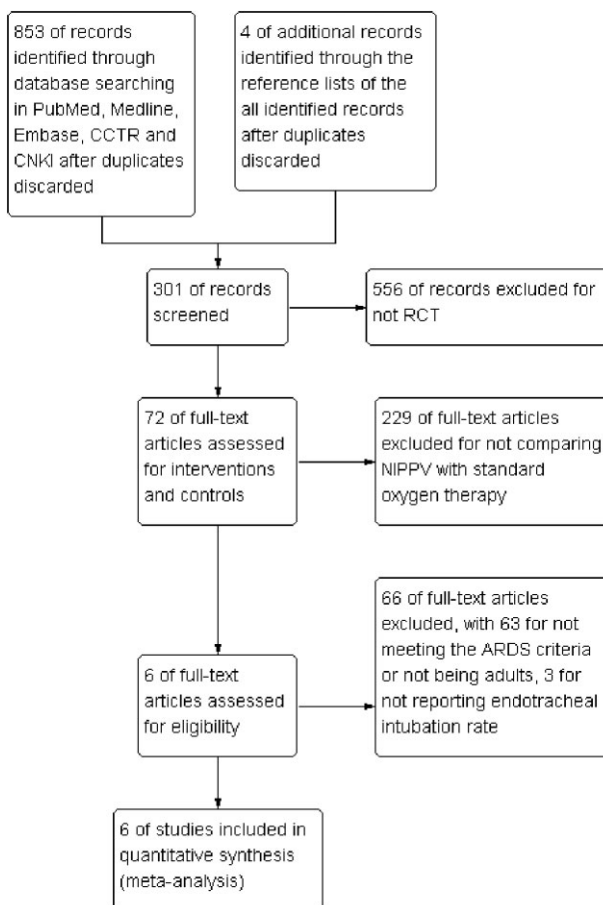 853 of records
identified through
database searching
in PubMed, Medline,
Embase, CCTR and
CNKI after duplicates
discarded
4 of additional records
identified through the
reference lists of the
all identified records
after duplicates
discarded
301 of records
screened
556 of records excluded for
not RCT
72 of full-text
articles assessed
for interventions
and controls
229 of full-text articles
excluded for not comparing
NIPPV with standard
oxygen therapy
66 of full-text articles
excluded, with 63 for not
meeting the ARDS criteria
or not being adults, 3 for
not reporting endotracheal
intubation rate
6 of full-text
articles assessed
for eligibility
6 of studies included in
quantitative synthesis
(meta-analysis)